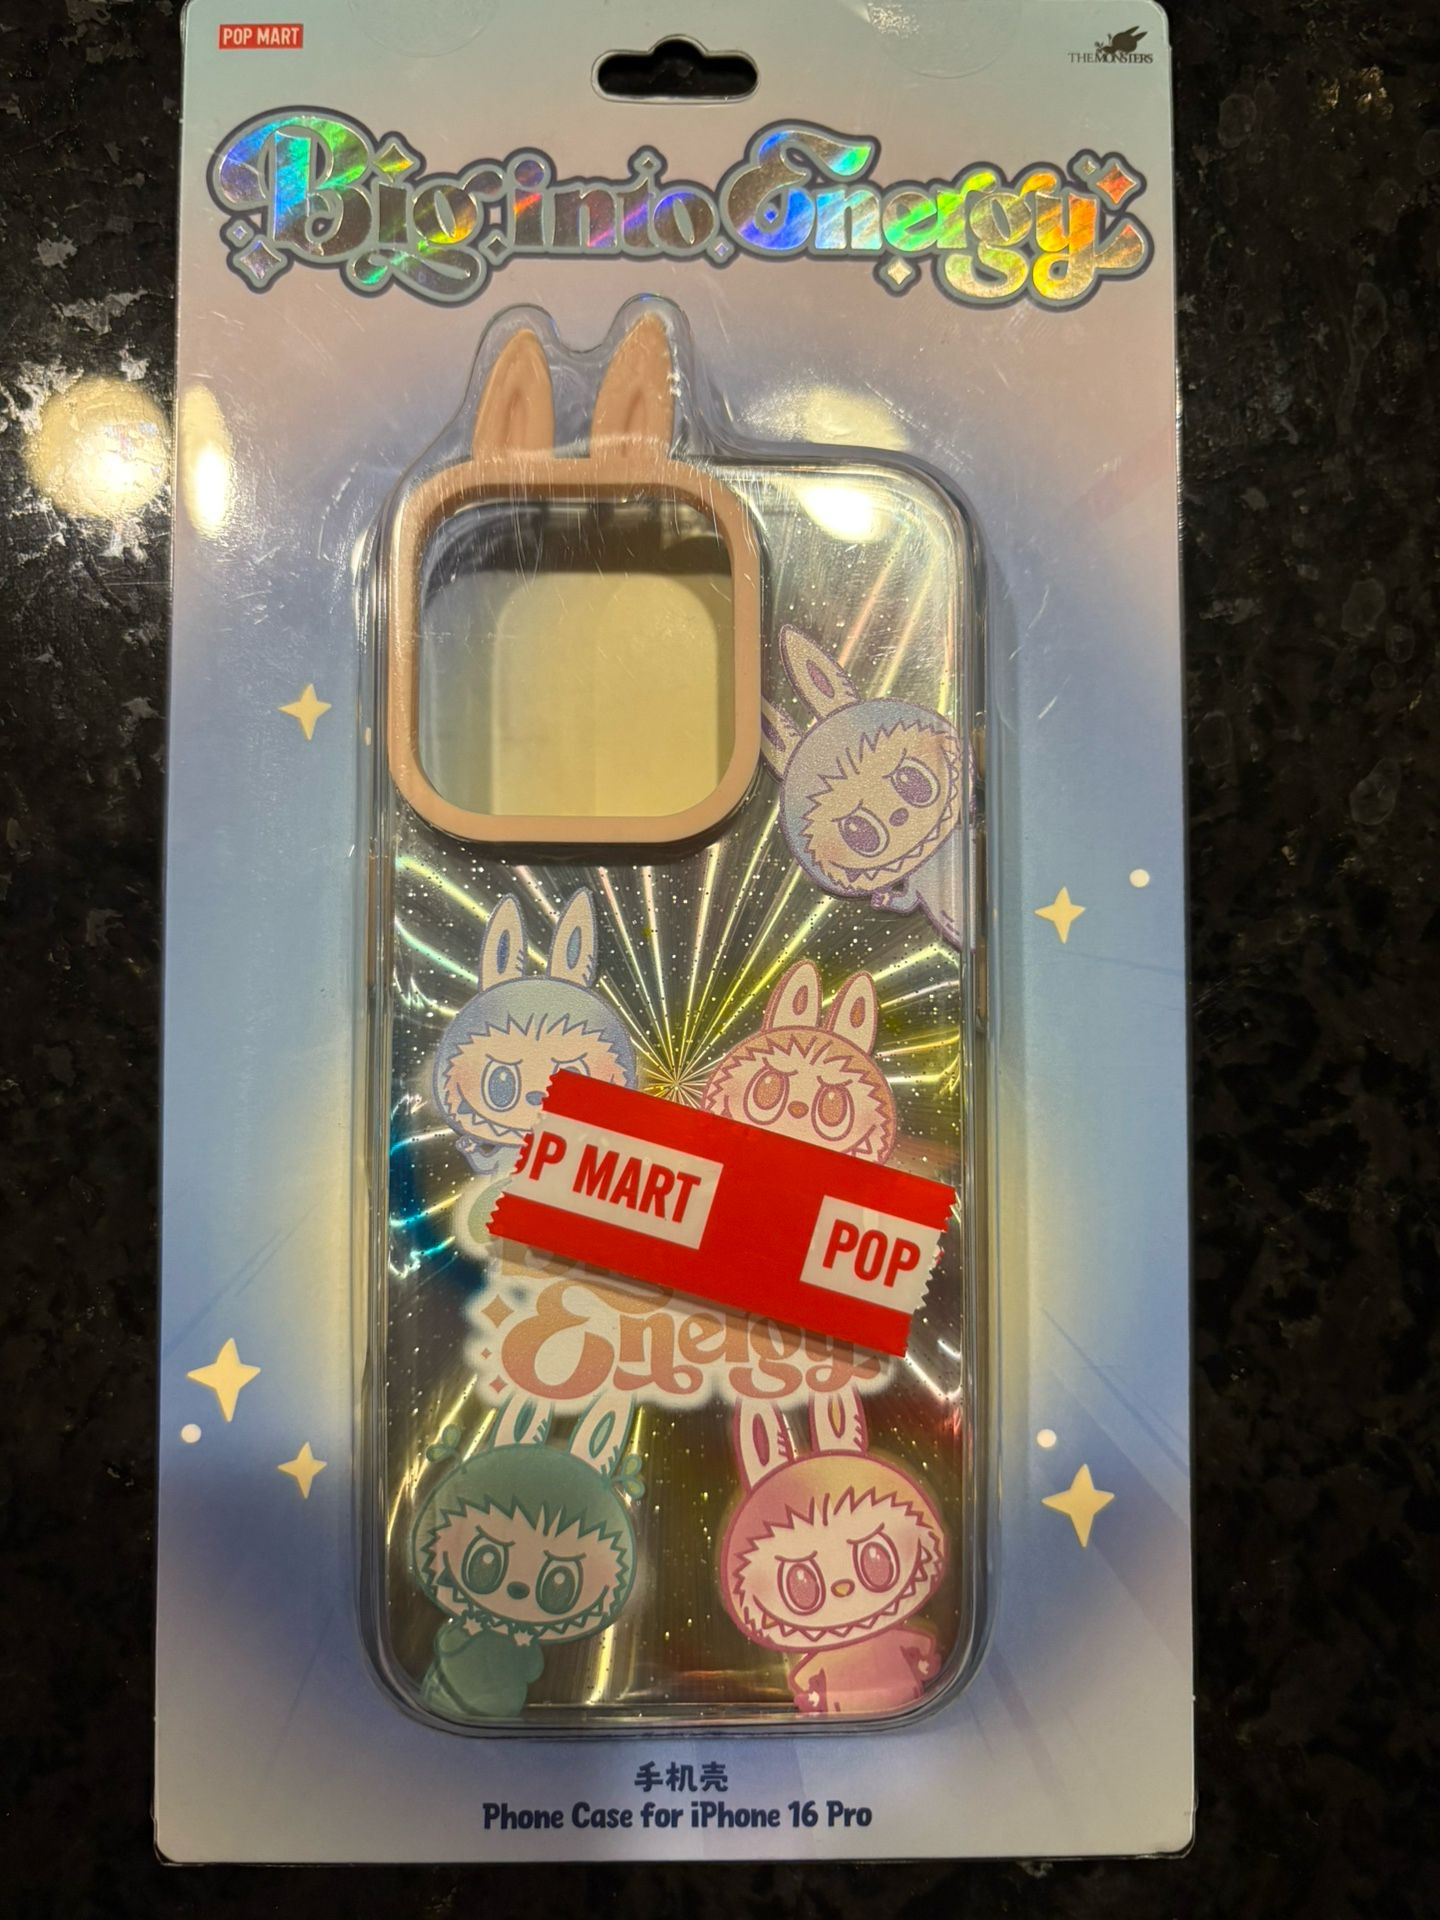 POP MART
THE MONSTERS
Big into Energy
OP MART
POP
Energy
手机壳
Phone Case for iPhone 16 Pro